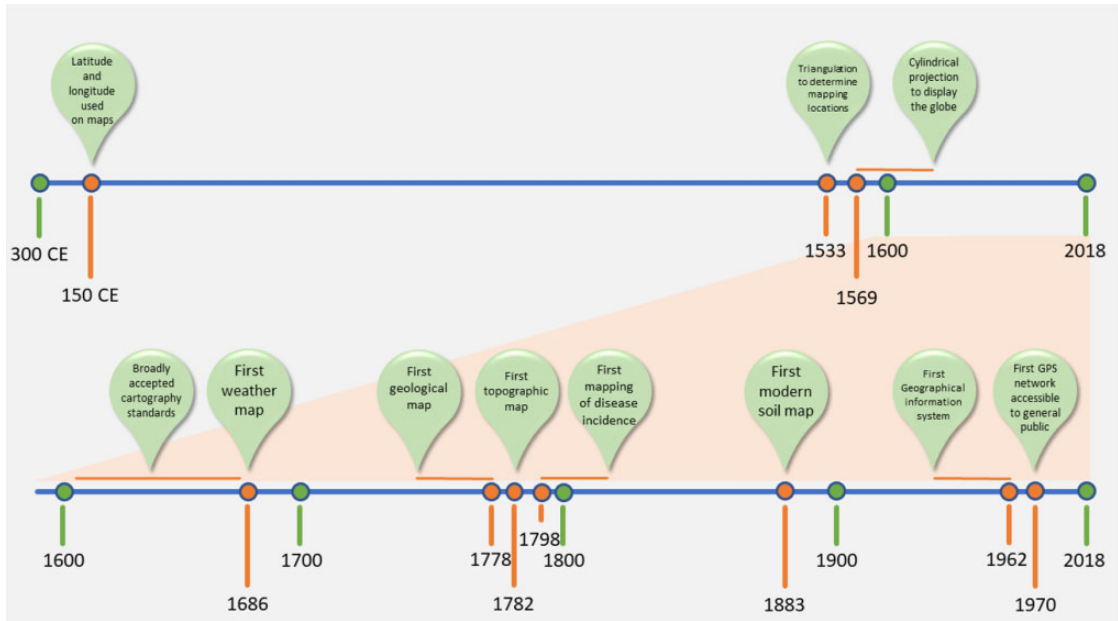 Latitude
and
longitude
used
on maps
Triangulation
to determine
mapping
locations
Cylindrical
projection
to display
the globe
300 CE
150 CE
1533
1569
1600
2018
Broadly
accepted
cartography
standards
First
weather
map
First
geological
map
First
topographic
map
First
mapping
of disease
incidence
First
modern
soil map
First
Geographical
information
system
First GPS
network
accessible
to general
public
1600
1686
1700
1778
1782
1798
1800
1883
1900
1962
1970
2018